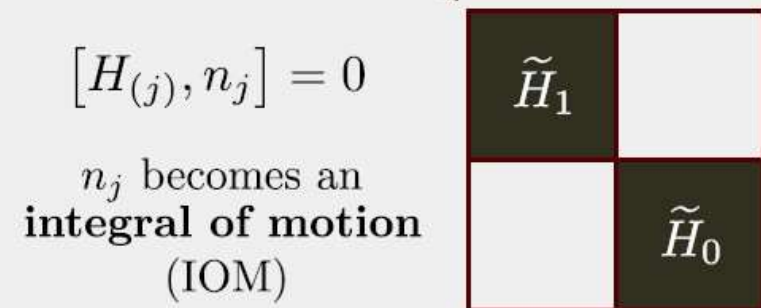 [H_(j), n_j] = 0
n_j becomes an
integral of motion
(IOM)
H̃_1
H̃_0